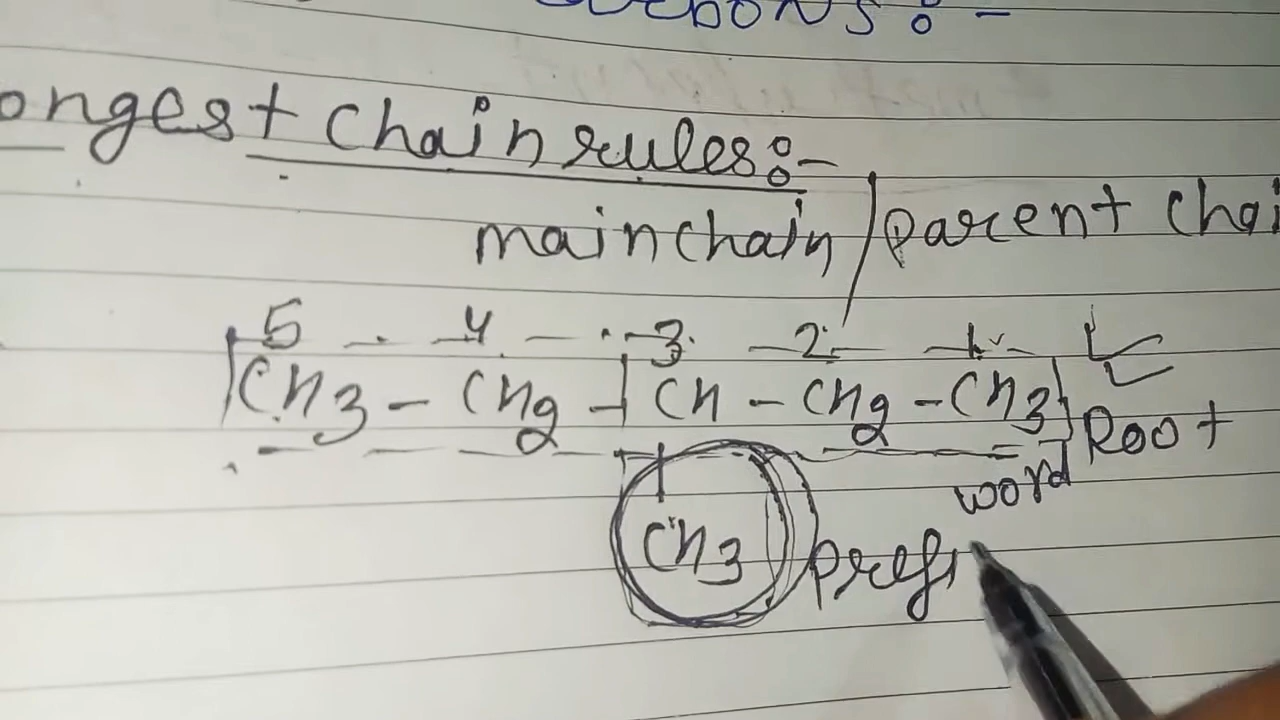 ongest chain rules:-
main chain / parent chai
5 4 3 2 1
CH3 - CH2 - CH - CH2 - CH3 Root
word
CH3 prefi